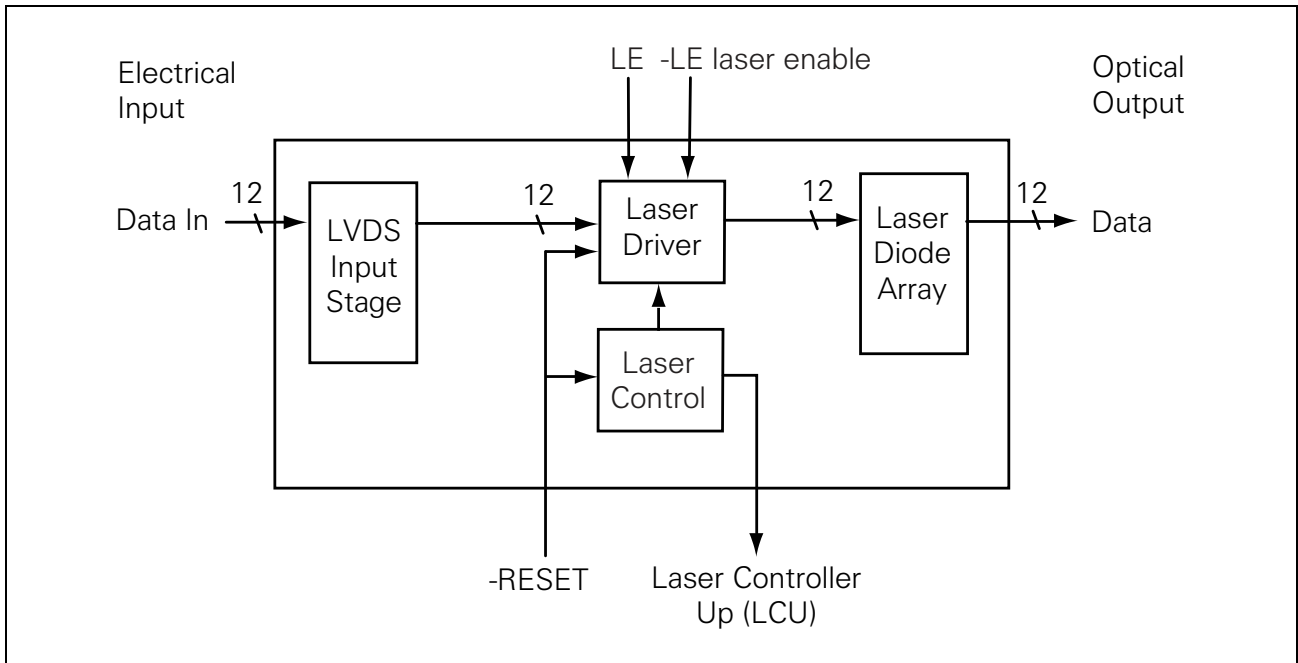 Electrical
Input
LE -LE laser enable
Optical
Output
12
12
12
12
Data In
LVDS
Input
Stage
Laser
Driver
Laser
Diode
Array
Data
Laser
Control
-RESET
Laser Controller
Up (LCU)